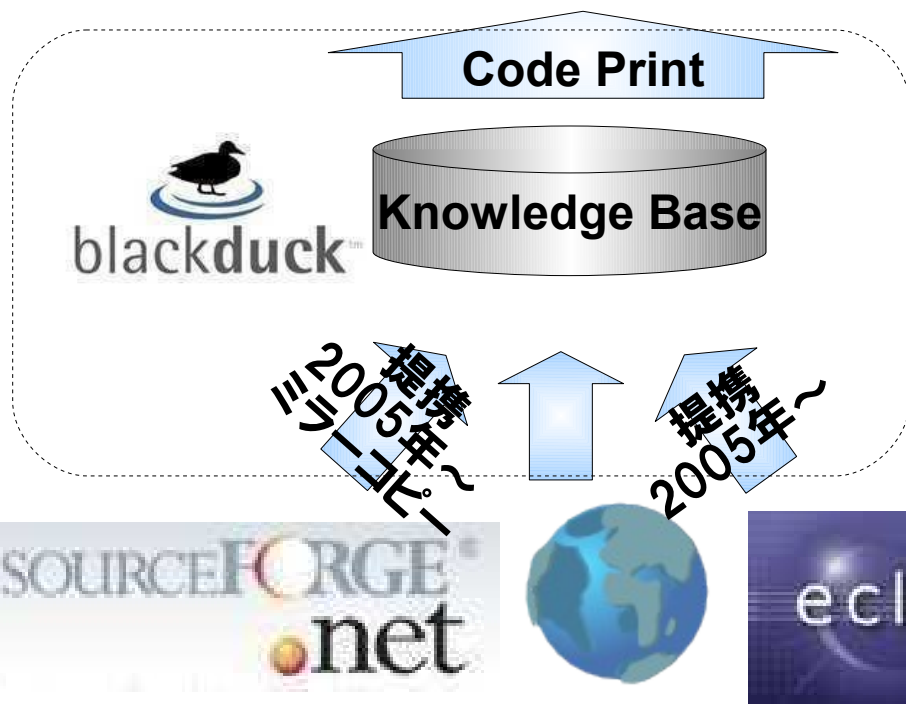 Code Print
blackduck™
Knowledge Base
提携
2005年～
ミラーコピー
提携
2005年～
SOURCEFORGE®
.net
ecl